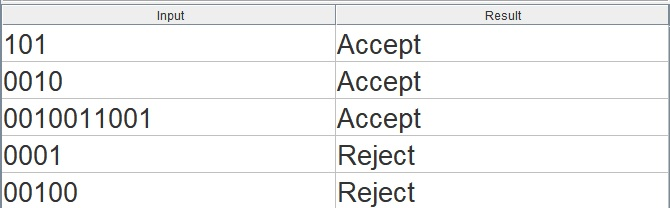 Input Result
101 Accept
0010 Accept
0010011001 Accept
0001 Reject
00100 Reject